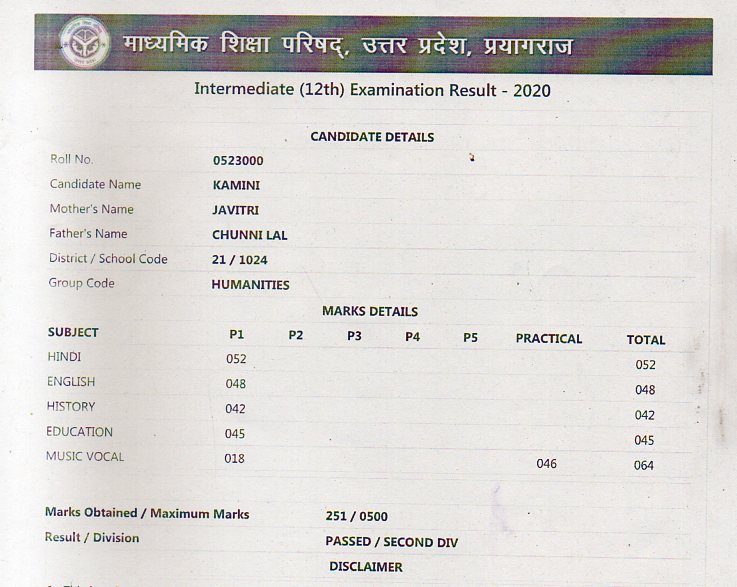 माध्यमिक शिक्षा परिषद्, उत्तर प्रदेश, प्रयागराज
Intermediate (12th) Examination Result - 2020
CANDIDATE DETAILS
Roll No. 0523000
Candidate Name KAMINI
Mother's Name JAVITRI
Father's Name CHUNNI LAL
District / School Code 21 / 1024
Group Code HUMANITIES
MARKS DETAILS
SUBJECT P1 P2 P3 P4 P5 PRACTICAL TOTAL
HINDI 052 052
ENGLISH 048 048
HISTORY 042 042
EDUCATION 045 045
MUSIC VOCAL 018 046 064
Marks Obtained / Maximum Marks 251 / 0500
Result / Division PASSED / SECOND DIV
DISCLAIMER